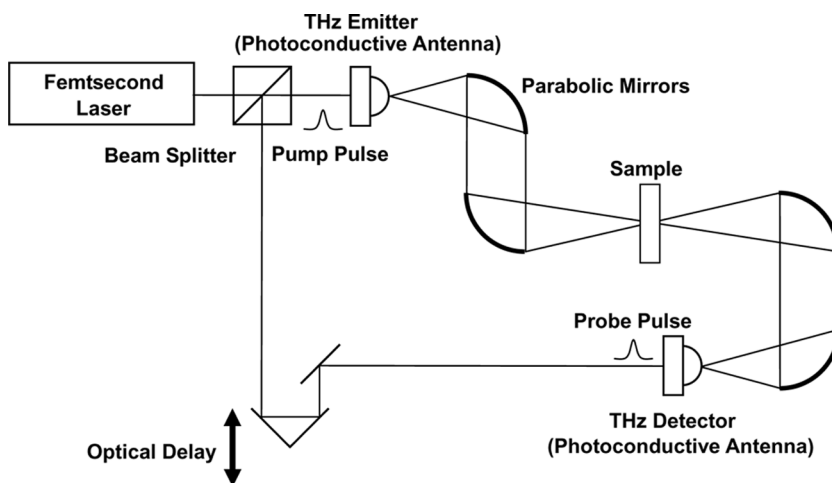 THz Emitter
(Photoconductive Antenna)
Femtsecond
Laser
Parabolic Mirrors
Beam Splitter
Pump Pulse
Sample
Probe Pulse
THz Detector
(Photoconductive Antenna)
Optical Delay